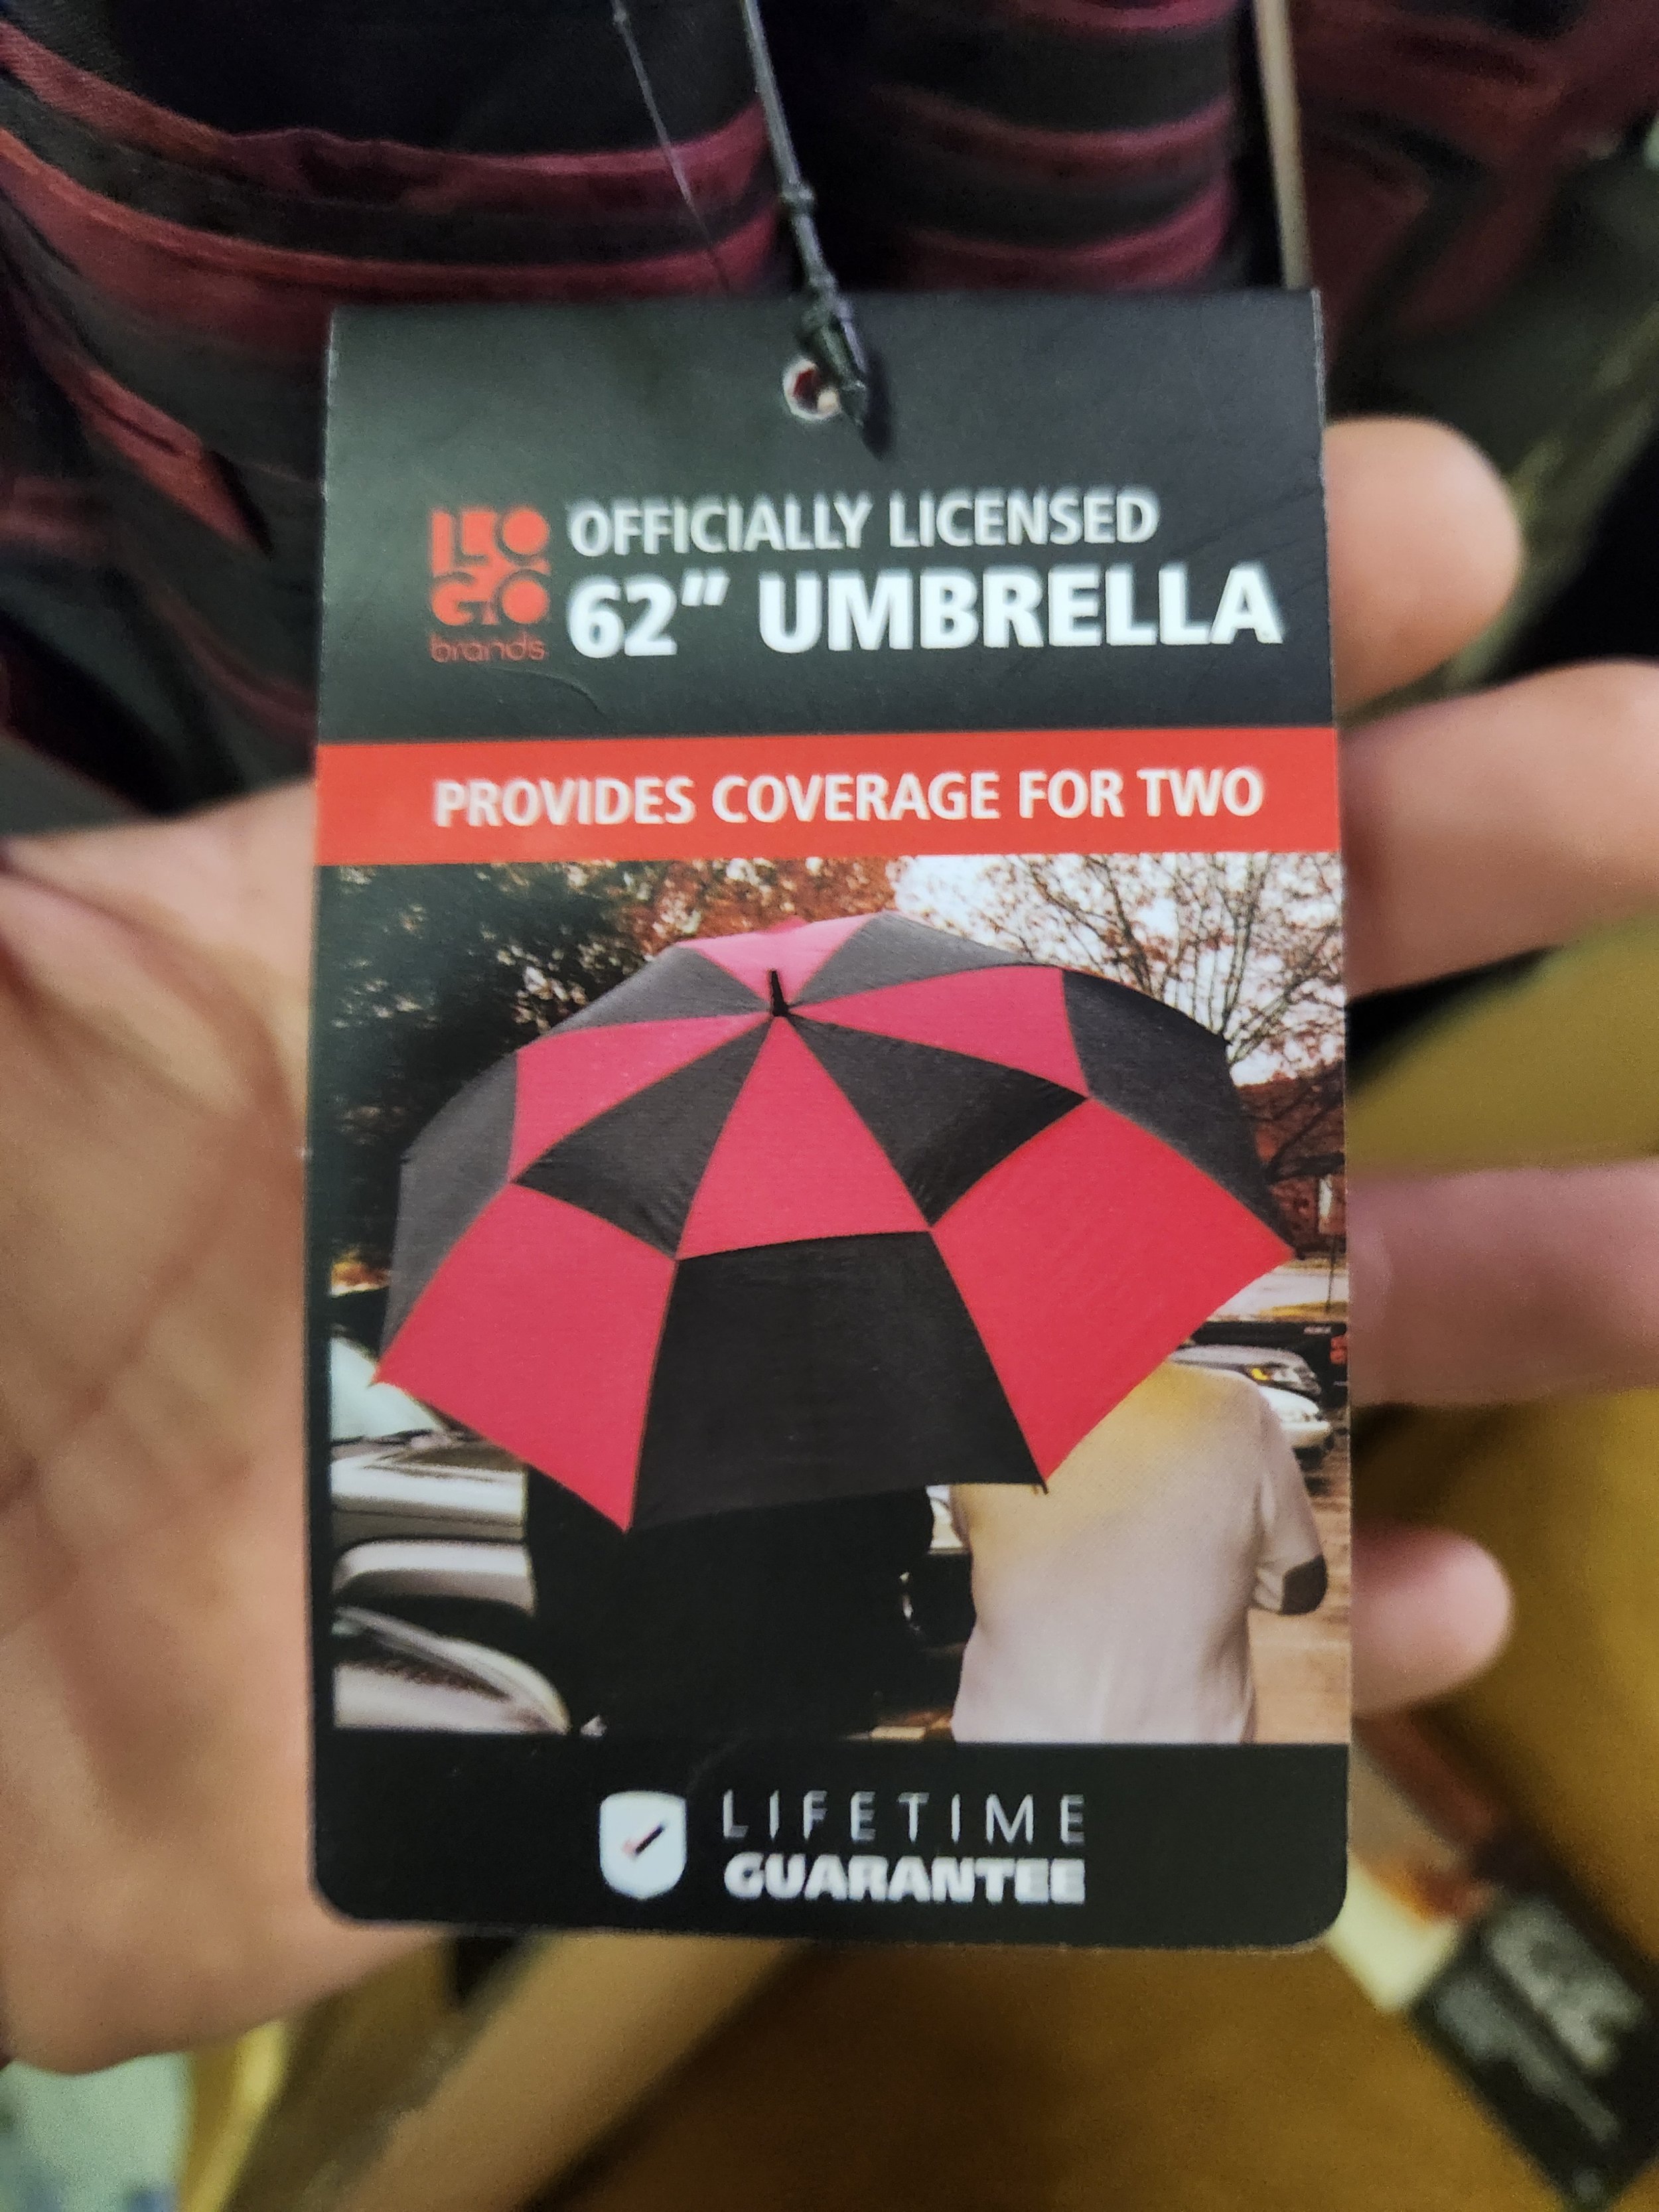 LOGO
brands
OFFICIALLY LICENSED
62” UMBRELLA
PROVIDES COVERAGE FOR TWO
LIFETIME
GUARANTEE